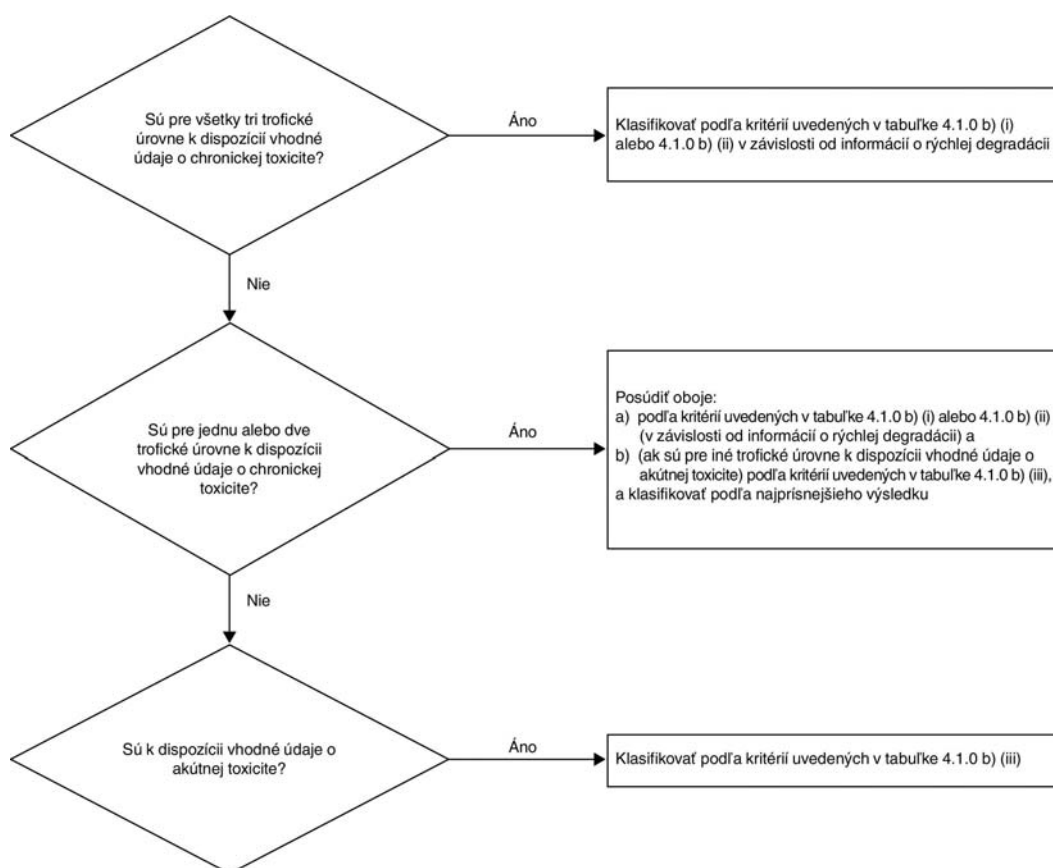 Sú pre všetky tri trofické
úrovne k dispozícií vhodné
údaje o chronickej toxicite?
Áno
Klasifikovať podľa kritérií uvedených v tabuľke 4.1.0 b) (i)
alebo 4.1.0 b) (ii) v závislosti od informácií o rýchlej degradácii
Nie
Sú pre jednu alebo dve
trofické úrovne k dispozícii
vhodné údaje o chronickej
toxicite?
Áno
Posúdiť oboje:
a) podľa kritérií uvedených v tabuľke 4.1.0 b) (i) alebo 4.1.0 b) (ii)
(v závislosti od informácií o rýchlej degradácii) a
b) (ak sú pre iné trofické úrovne k dispozícii vhodné údaje o
akútnej toxicite) podľa kritérií uvedených v tabuľke 4.1.0 b) (iii),
a klasifikovať podľa najprísnejšieho výsledku
Nie
Sú k dispozícii vhodné údaje o
akútnej toxicite?
Áno
Klasifikovať podľa kritérií uvedených v tabuľke 4.1.0 b) (iii)